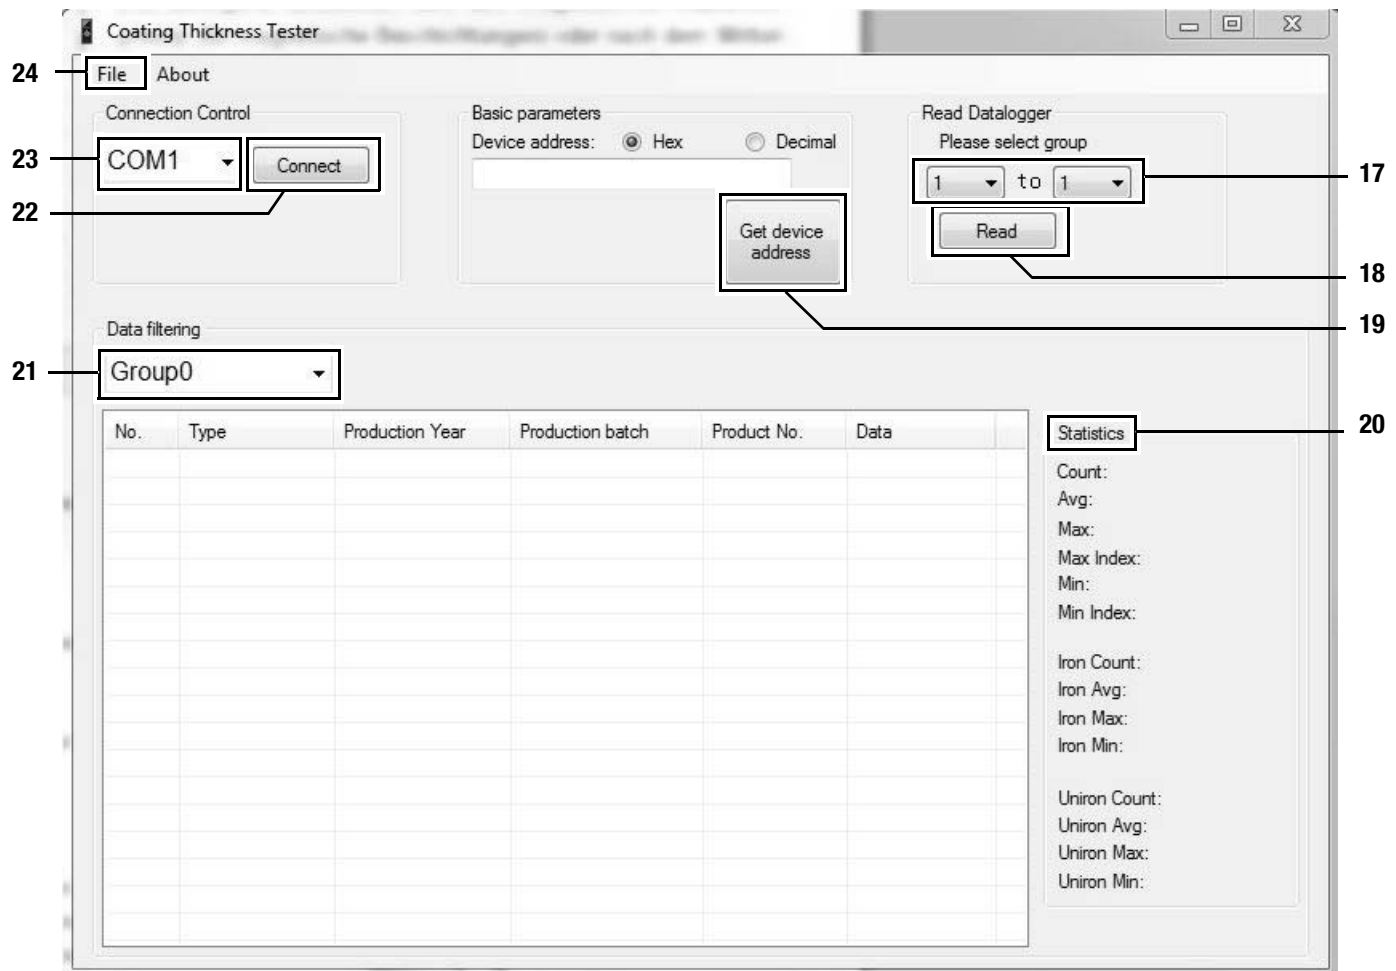 Coating Thickness Tester
24
File About
Connection Control
Basic parameters
Read Datalogger
Device address: Hex Decimal
Please select group
23
COM1
Connect
17
1 to 1
22
Get device address
Read
18
19
Data filtering
21
Group0
No. Type Production Year Production batch Product No. Data
20
Statistics
Count:
Avg:
Max:
Max Index:
Min:
Min Index:
Iron Count:
Iron Avg:
Iron Max:
Iron Min:
Uniron Count:
Uniron Avg:
Uniron Max:
Uniron Min: